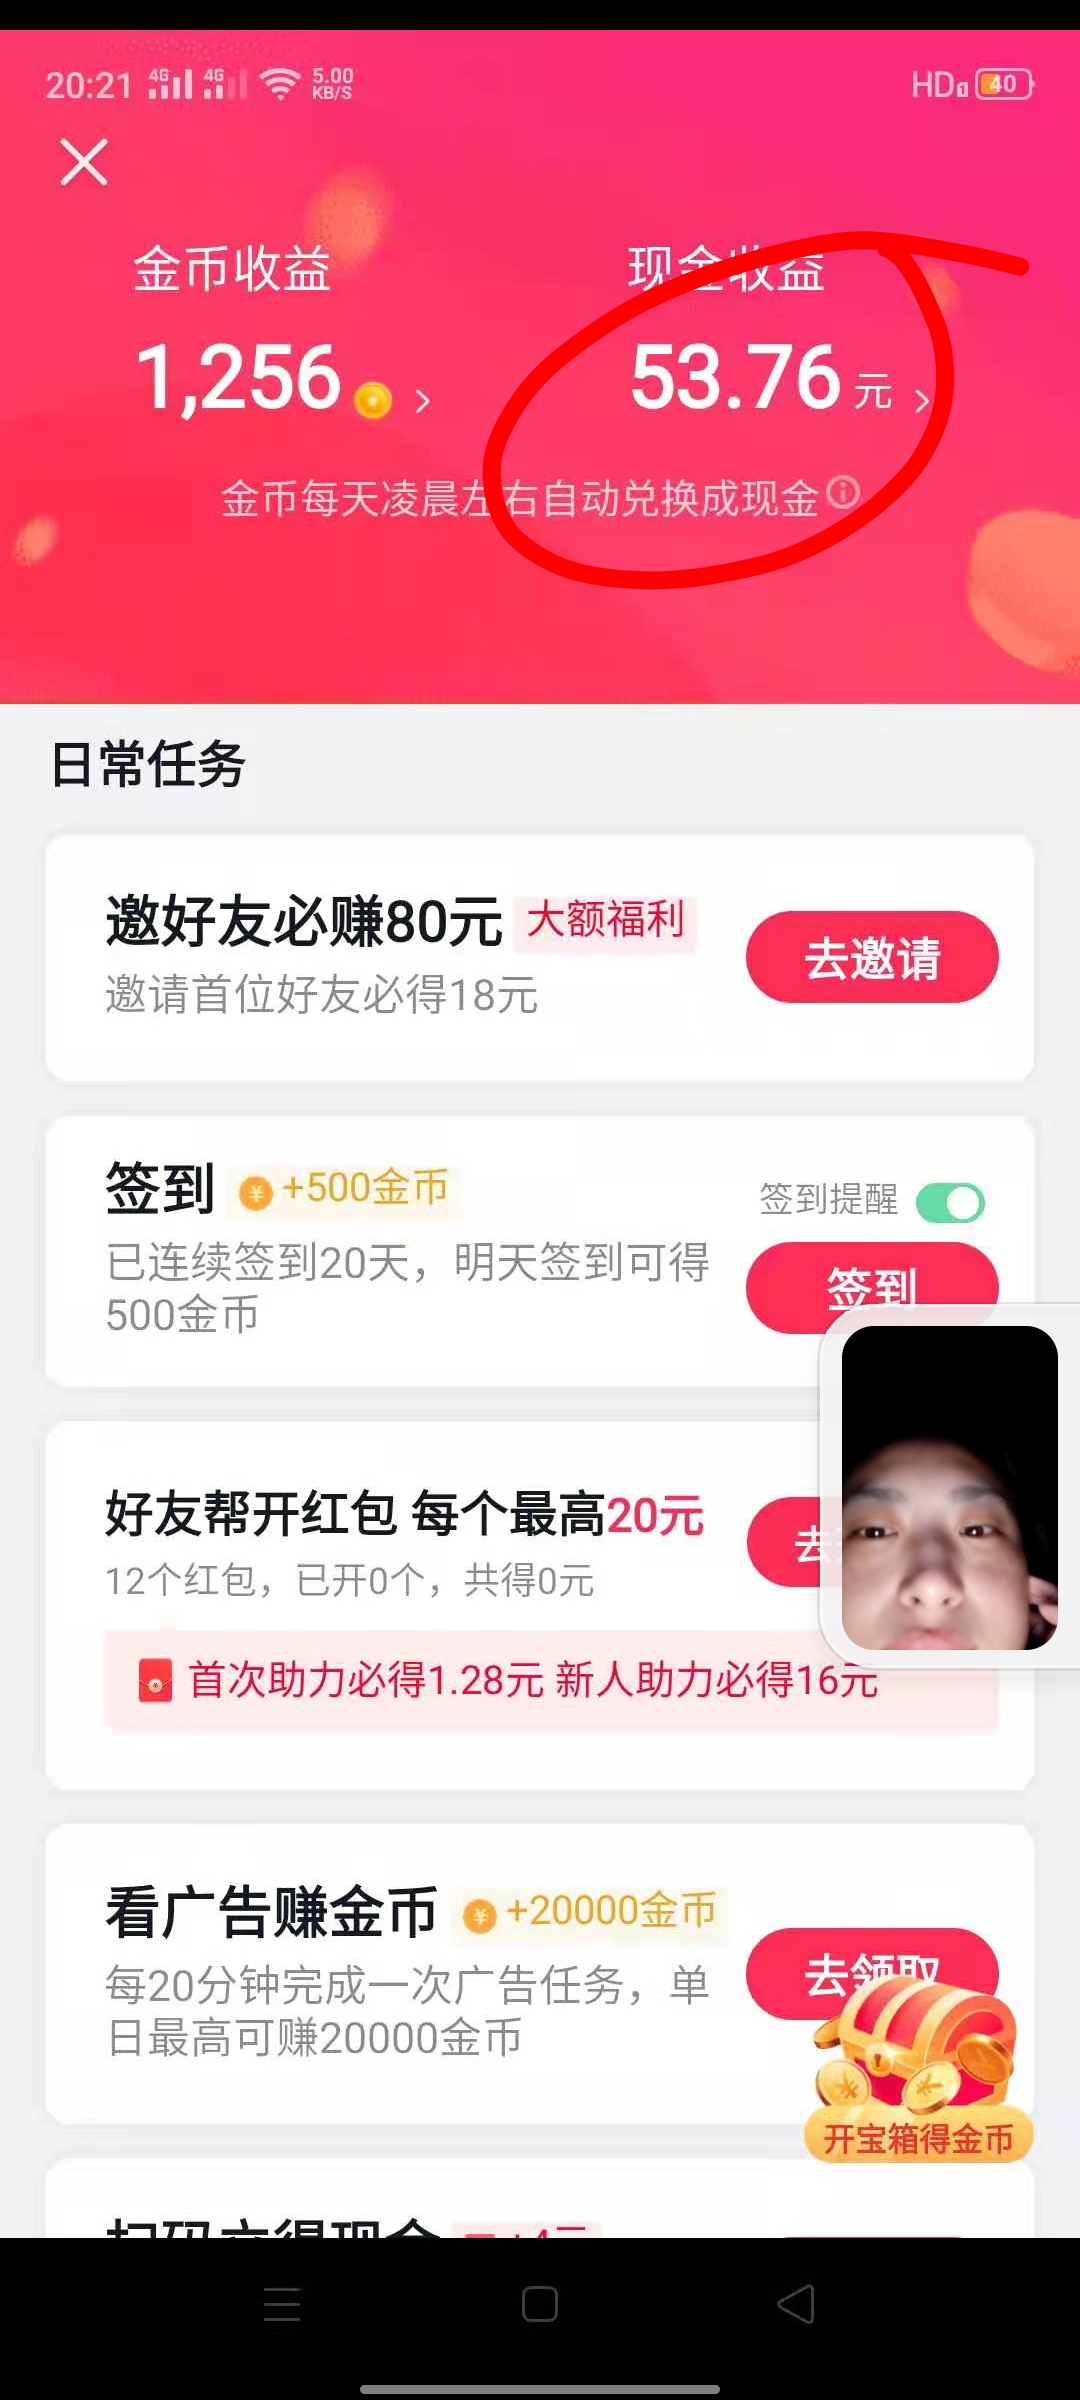 20:21 4G 4G 5.00 KB/S HD 40
金币收益 现金收益
1,256 53.76 元
金币每天凌晨左右自动兑换成现金
日常任务
邀好友必赚80元 大额福利
邀请首位好友必得18元
去邀请
签到 +500金币
签到提醒
已连续签到20天，明天签到可得
500金币
签到
好友帮开红包 每个最高20元
12个红包，已开0个，共得0元
去
首次助力必得1.28元 新人助力必得16元
看广告赚金币 +20000金币
每20分钟完成一次广告任务，单
日最高可赚20000金币
去领取
开宝箱得金币
扫码立得现金 +4元